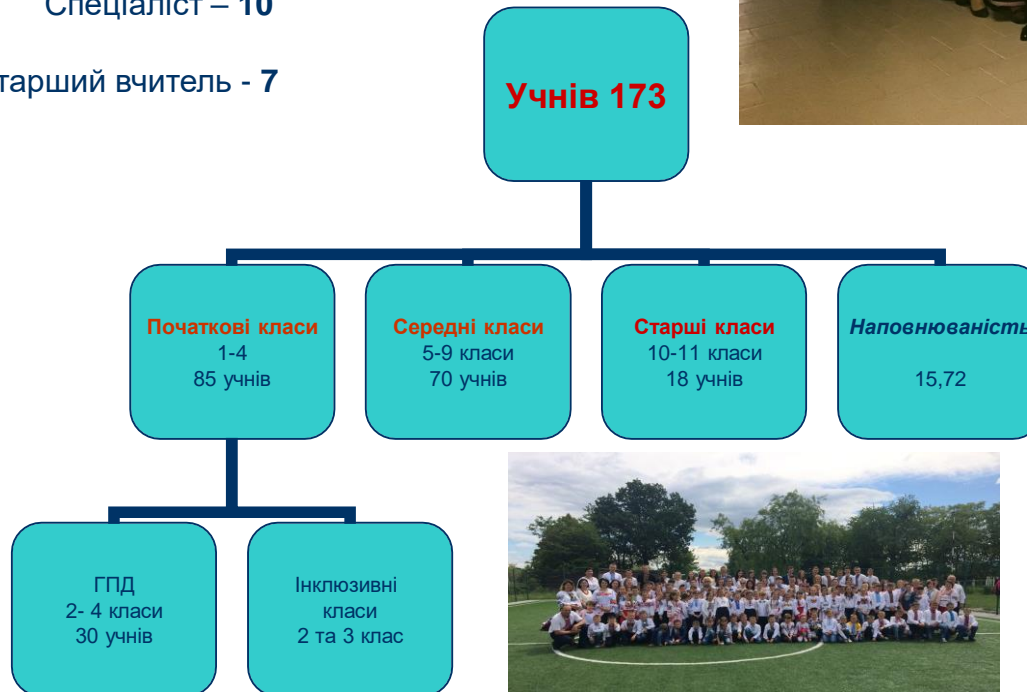 Спеціаліст – 10
тарший вчитель - 7
Учнів 173
Початкові класи
1-4
85 учнів
Середні класи
5-9 класи
70 учнів
Старші класи
10-11 класи
18 учнів
Наповнюваність
15,72
ГПД
2- 4 класи
30 учнів
Інклюзивні
класи
2 та 3 клас